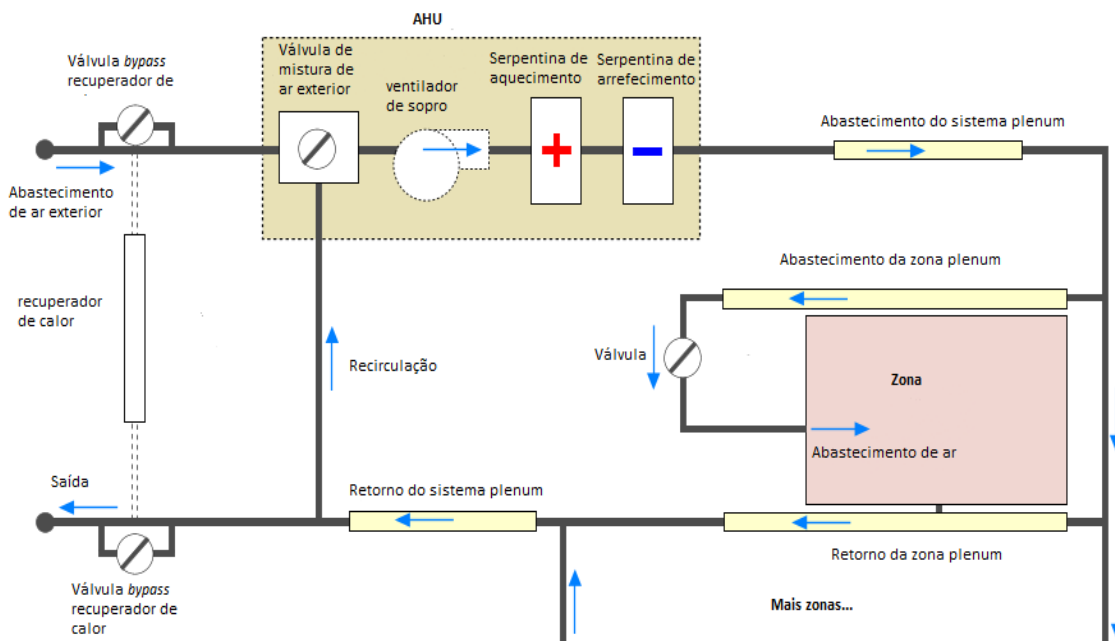 AHU
Válvula bypass
recuperador de
Válvula de
mistura de
ar exterior
ventilador
de sopro
Serpentina de
aquecimento
Serpentina de
arrefecimento
Abastecimento do sistema plenum
Abastecimento
de ar exterior
Abastecimento da zona plenum
recuperador
de calor
Recirculação
Válvula
Zona
Abastecimento de ar
Saída
Retorno do sistema plenum
Retorno da zona plenum
Válvula bypass
recuperador de
calor
Mais zonas...